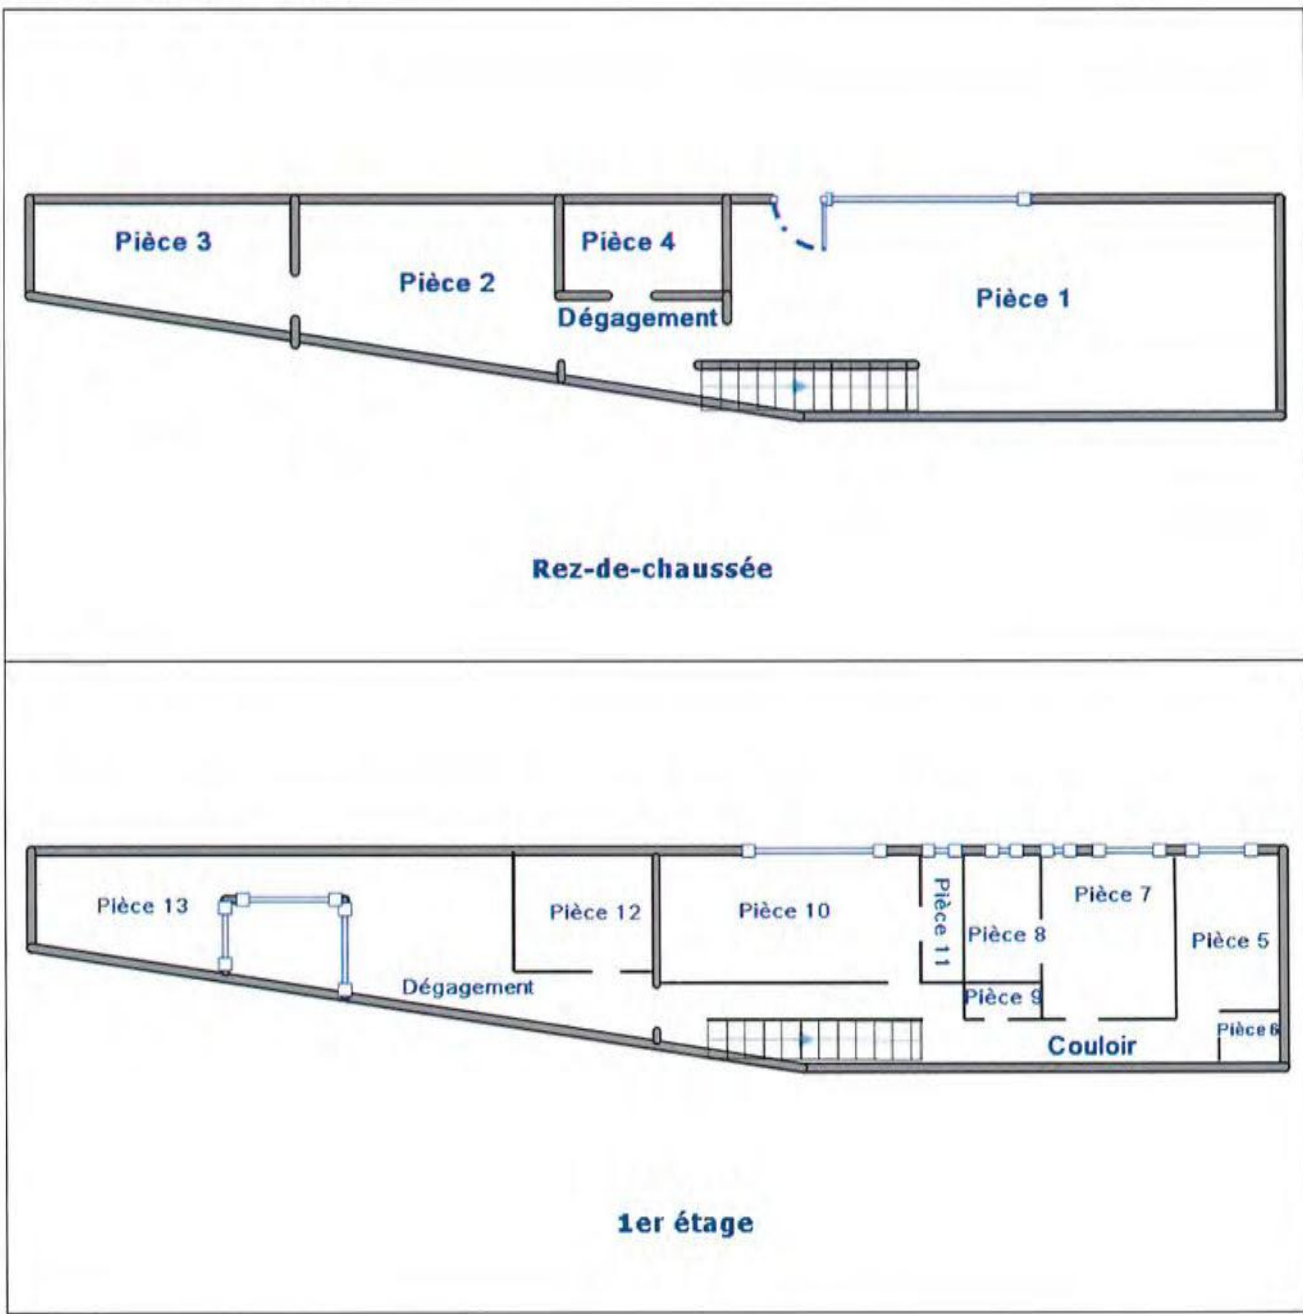 Pièce 3
Pièce 4
Pièce 2
Pièce 1
Dégagement
Rez-de-chaussée
Pièce 13
Pièce 12
Pièce 10
Pièce 11
Pièce 8
Pièce 7
Pièce 5
Dégagement
Pièce 9
Pièce 6
Couloir
1er étage